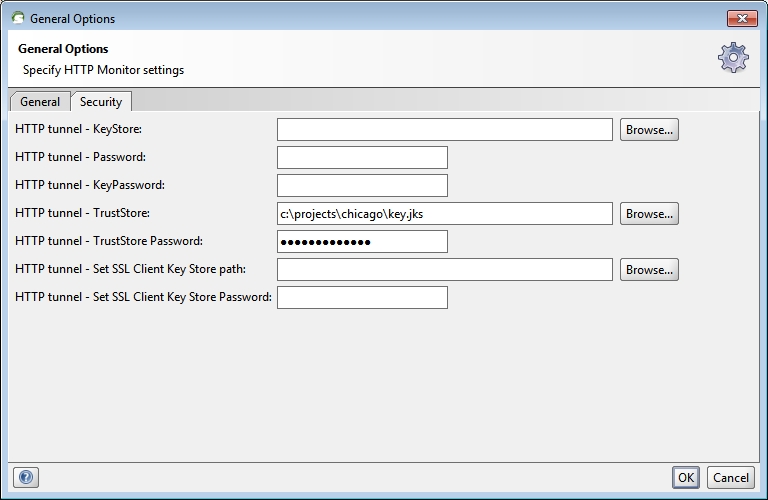 General Options
General Options
Specify HTTP Monitor settings
General Security
HTTP tunnel - KeyStore: Browse...
HTTP tunnel - Password:
HTTP tunnel - KeyPassword:
HTTP tunnel - TrustStore: c:\projects\chicago\key.jks Browse...
HTTP tunnel - TrustStore Password: •••••••••••••
HTTP tunnel - Set SSL Client Key Store path: Browse...
HTTP tunnel - Set SSL Client Key Store Password:
? OK Cancel